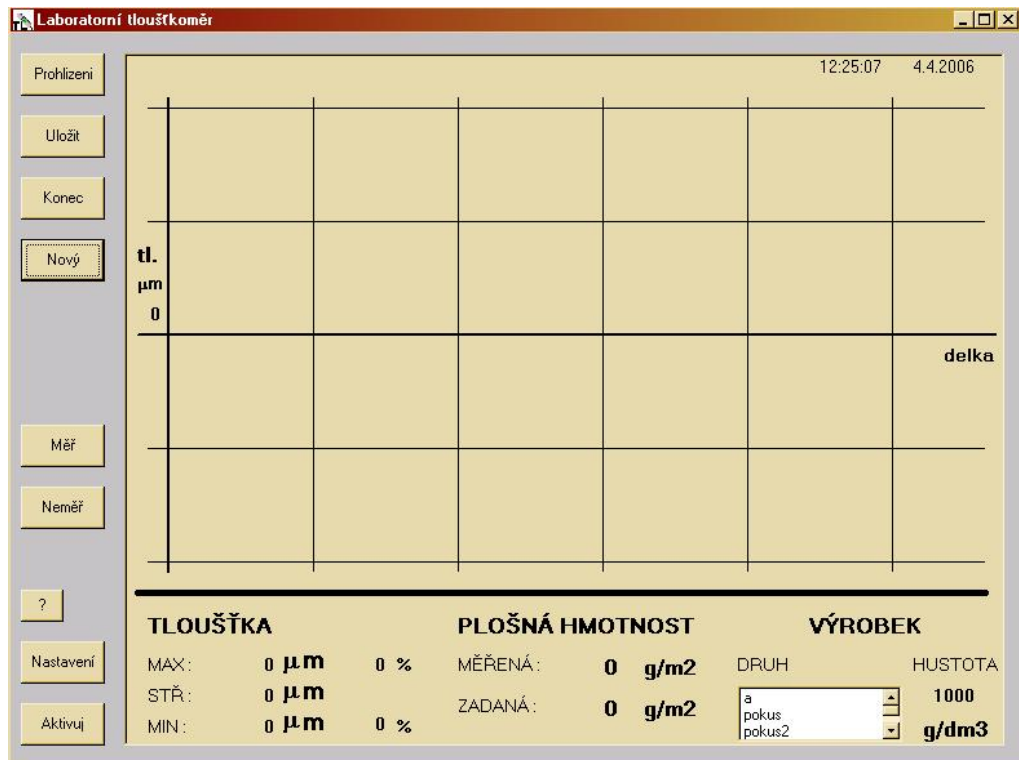 Laboratorní tloušťkoměr
Prohlizeni
Uložit
Konec
Nový
Měř
Neměř
?
Nastavení
Aktivuj
12:25:07 4.4.2006
tl.
µm
0
delka
TLOUŠŤKA
MAX: 0 µm 0 %
STŘ: 0 µm
MIN: 0 µm 0 %
PLOŠNÁ HMOTNOST
MĚŘENÁ: 0 g/m2
ZADANÁ: 0 g/m2
VÝROBEK
DRUH HUSTOTA
a
pokus
pokus2
1000
g/dm3